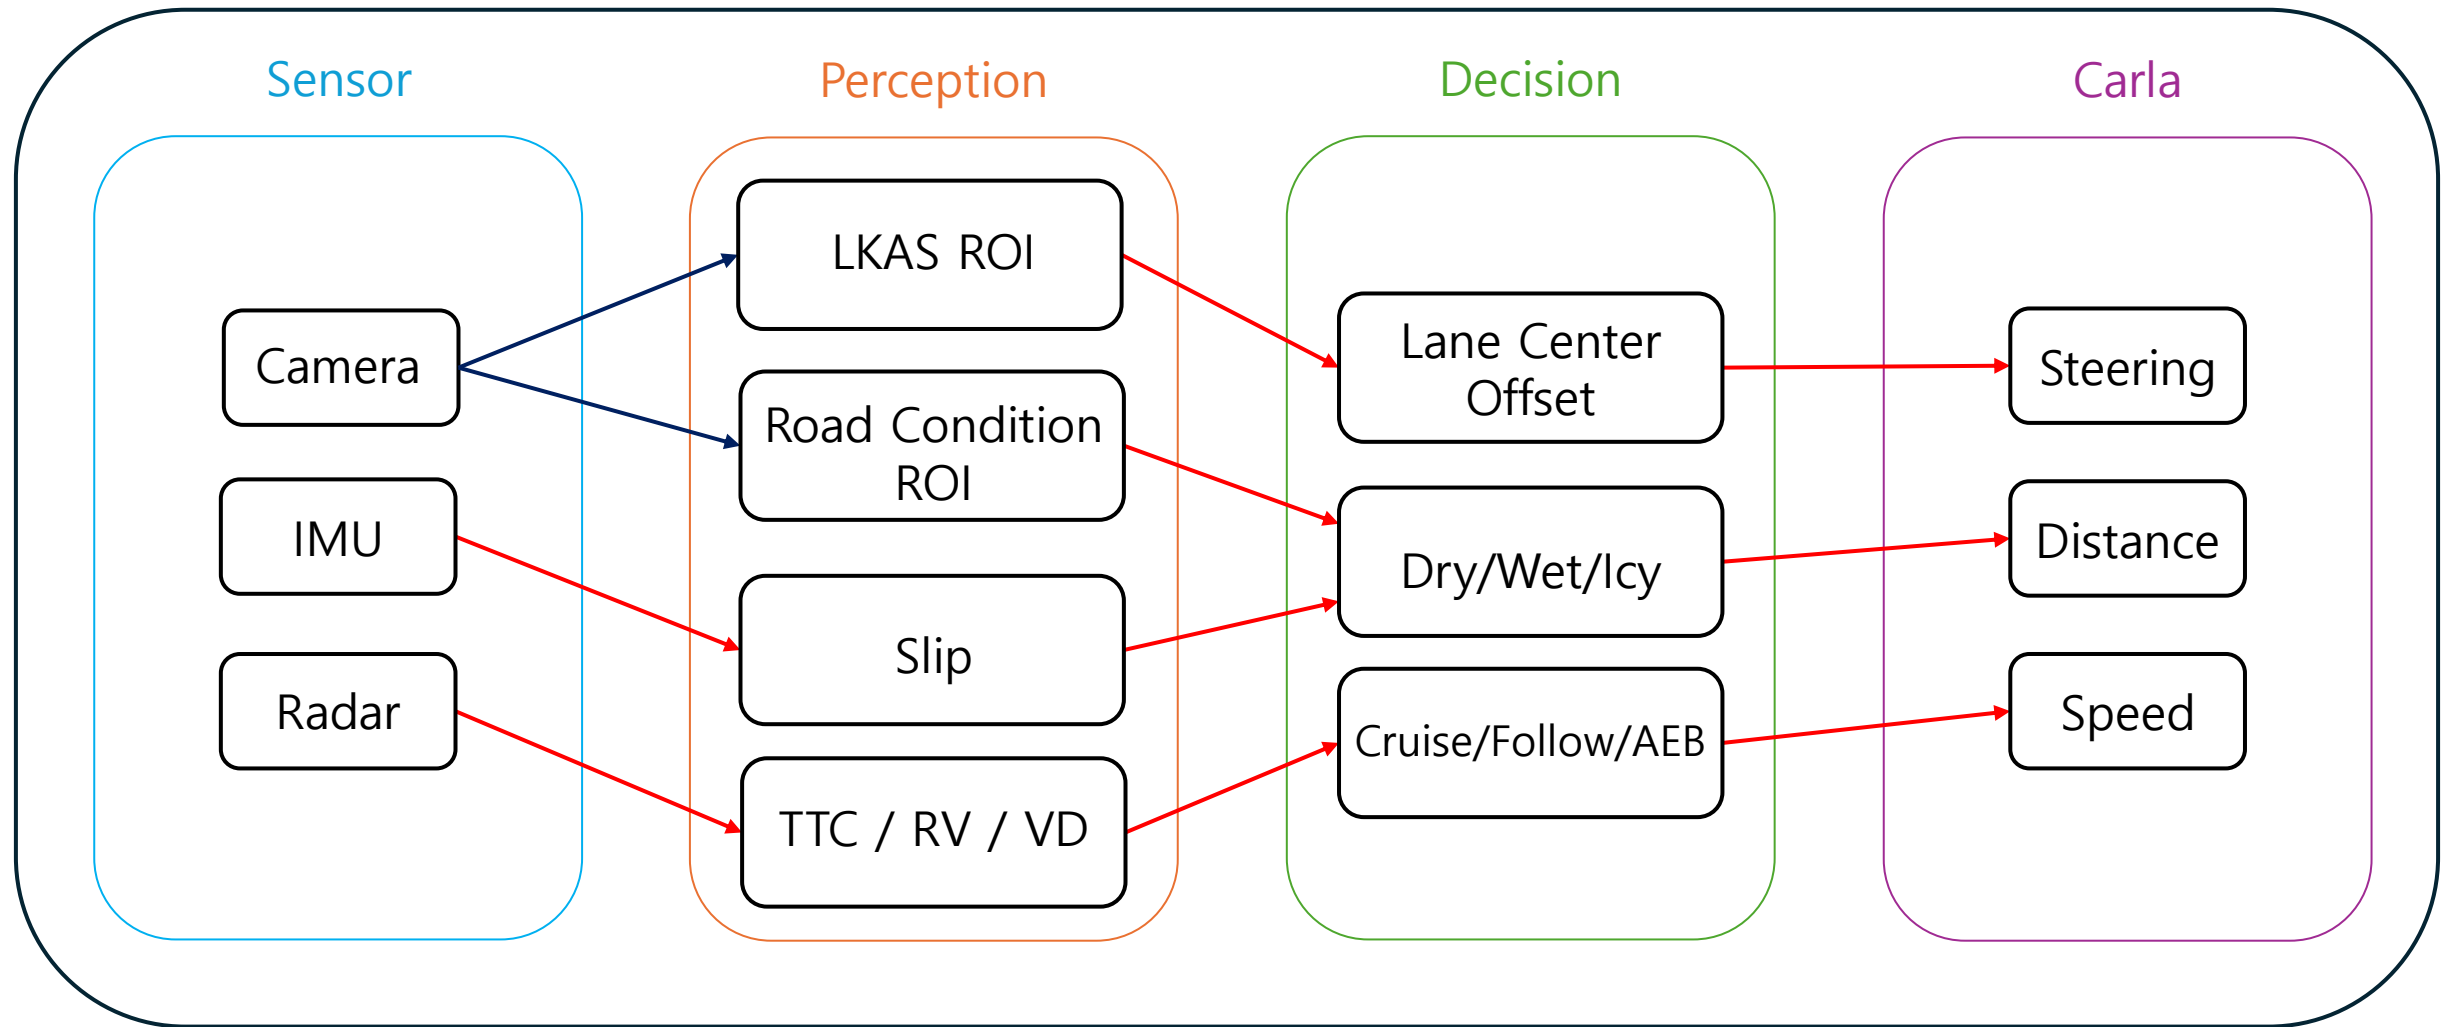 Sensor
Perception
Decision
Carla
Camera
IMU
Radar
LKAS ROI
Road Condition
ROI
Slip
TTC / RV / VD
Lane Center
Offset
Dry/Wet/Icy
Cruise/Follow/AEB
Steering
Distance
Speed